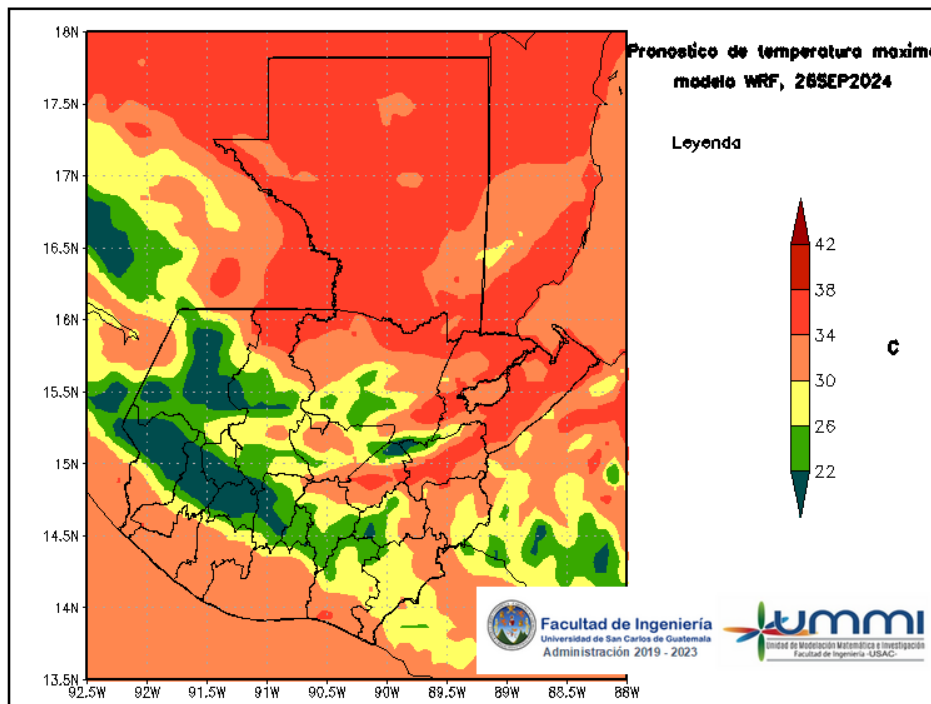 Pronostico de temperatura maxima
modelo WRF, 26SEP2024
Leyenda
42
38
34
30
26
22
C
18N
17.5N
17N
16.5N
16N
15.5N
15N
14.5N
14N
13.5N
92.5W 92W 91.5W 91W 90.5W 90W 89.5W 89W 88.5W 88W
Facultad de Ingeniería
Universidad de San Carlos de Guatemala
Administración 2019 - 2023
ummi
Unidad de Modelación Matemática e Investigación
Facultad de Ingeniería -USAC-